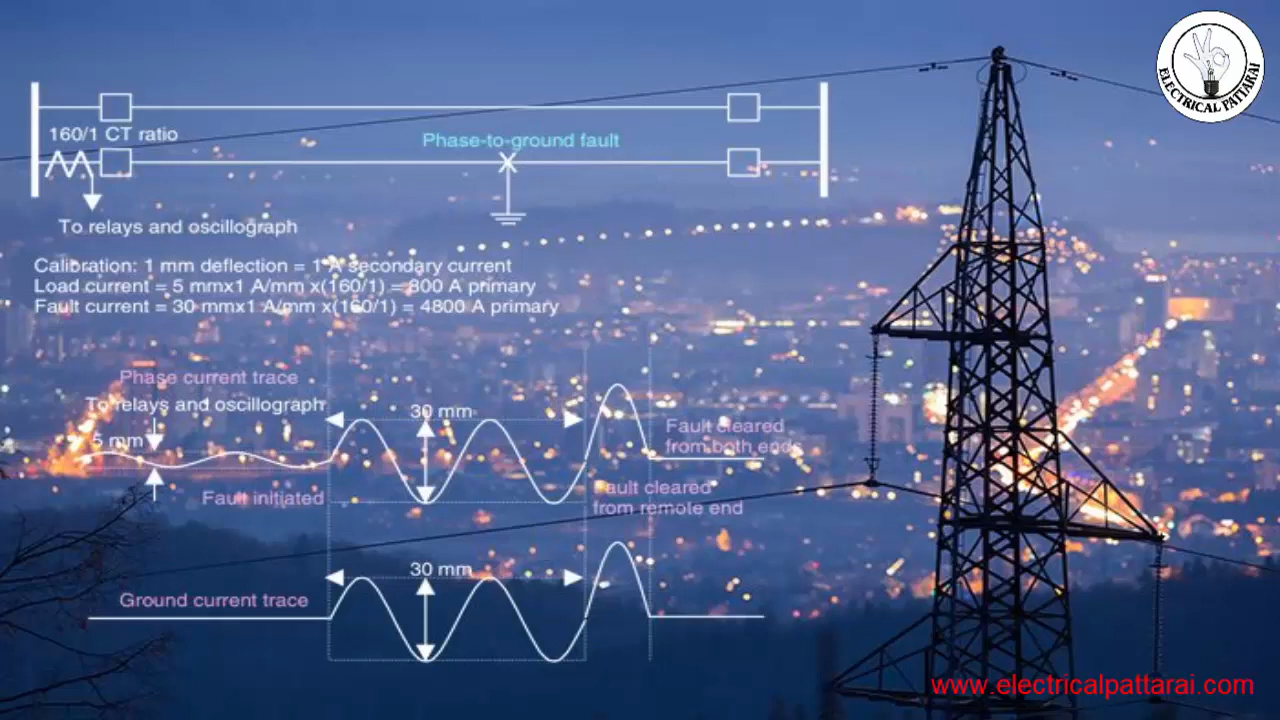 ELECTRICAL PATTARAI
160/1 CT ratio
Phase-to-ground fault
To relays and oscillograph
Calibration: 1 mm deflection = 1 A secondary current
Load current = 5 mmx1 A/mm x(160/1) = 800 A primary
Fault current = 30 mmx1 A/mm x(160/1) = 4800 A primary
Phase current trace
To relays and oscillograph
30 mm
5 mm
Fault cleared
from both ends
Fault initiated
Fault cleared
from remote end
30 mm
Ground current trace
www.electricalpattarai.com